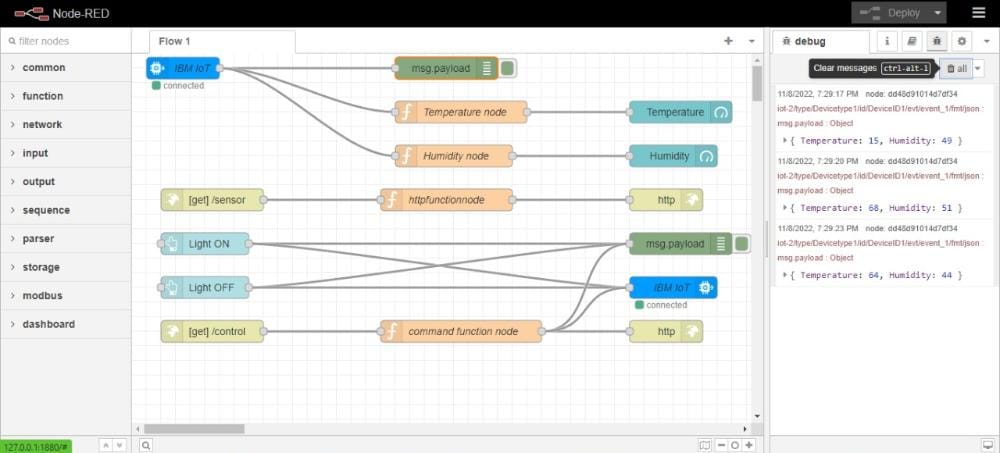 Node-RED
Deploy
filter nodes
common
function
network
input
output
sequence
parser
storage
modbus
dashboard
Flow 1
IBM IoT
connected
msg.payload
Temperature node
Temperature
Humidity node
Humidity
[get] /sensor
httpfunctionnode
http
Light ON
msg.payload
Light OFF
IBM IoT
connected
[get] /control
command function node
http
debug
i
Clear messages ctrl-alt-l
all
11/8/2022, 7:29:17 PM node: dd48d91014d7df34
iot-2/type/Devicetype1/id/DeviceID1/evt/event_1/fmt/json :
msg.payload : Object
{ Temperature: 15, Humidity: 49 }
11/8/2022, 7:29:20 PM node: dd48d91014d7df34
iot-2/type/Devicetype1/id/DeviceID1/evt/event_1/fmt/json :
msg.payload : Object
{ Temperature: 68, Humidity: 51 }
11/8/2022, 7:29:23 PM node: dd48d91014d7df34
iot-2/type/Devicetype1/id/DeviceID1/evt/event_1/fmt/json :
msg.payload : Object
{ Temperature: 64, Humidity: 44 }
127.0.0.1:1880/#